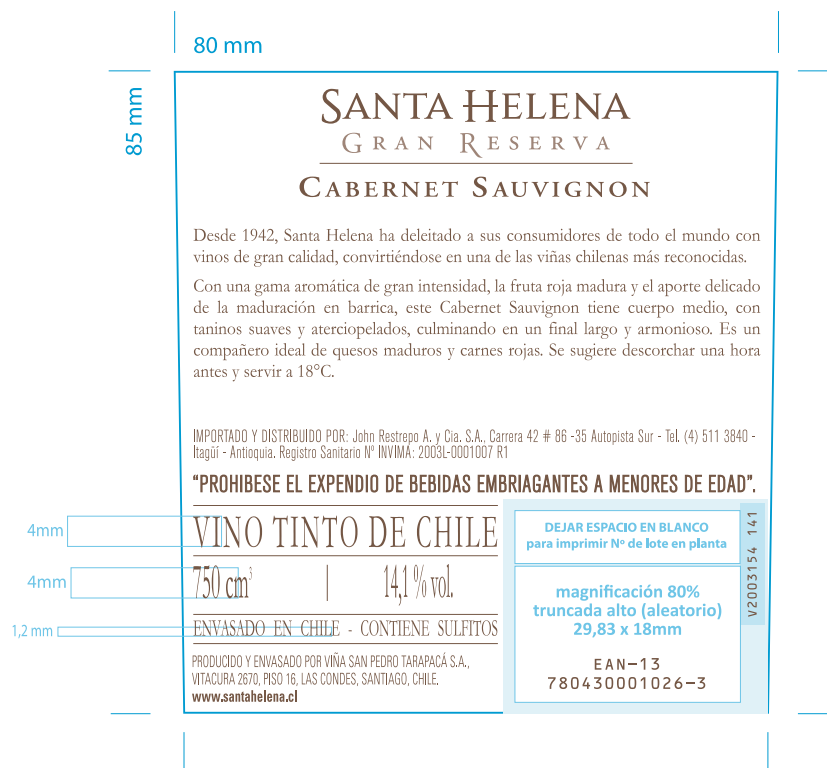 80 mm
85 mm
SANTA HELENA
GRAN RESERVA
CABERNET SAUVIGNON
Desde 1942, Santa Helena ha deleitado a sus consumidores de todo el mundo con
vinos de gran calidad, convirtiéndose en una de las viñas chilenas más reconocidas.
Con una gama aromática de gran intensidad, la fruta roja madura y el aporte delicado
de la maduración en barrica, este Cabernet Sauvignon tiene cuerpo medio, con
taninos suaves y aterciopelados, culminando en un final largo y armonioso. Es un
compañero ideal de quesos maduros y carnes rojas. Se sugiere descorchar una hora
antes y servir a 18°C.
IMPORTADO Y DISTRIBUIDO POR: John Restrepo A. y Cia. S.A., Carrera 42 # 86 -35 Autopista Sur - Tel. (4) 511 3840 -
Itagüí - Antioquia. Registro Sanitario Nº INVIMA: 2003L-0001007 R1
“PROHIBESE EL EXPENDIO DE BEBIDAS EMBRIAGANTES A MENORES DE EDAD”.
4mm
VINO TINTO DE CHILE
4mm
750 cm³ | 14,1 % vol.
1,2 mm
ENVASADO EN CHILE - CONTIENE SULFITOS
PRODUCIDO Y ENVASADO POR VIÑA SAN PEDRO TARAPACÁ S.A.,
VITACURA 2670, PISO 16, LAS CONDES, SANTIAGO, CHILE.
www.santahelena.cl
DEJAR ESPACIO EN BLANCO
para imprimir Nº de lote en planta
magnificación 80%
truncada alto (aleatorio)
29,83 x 18mm
EAN-13
780430001026-3
V2003154 141